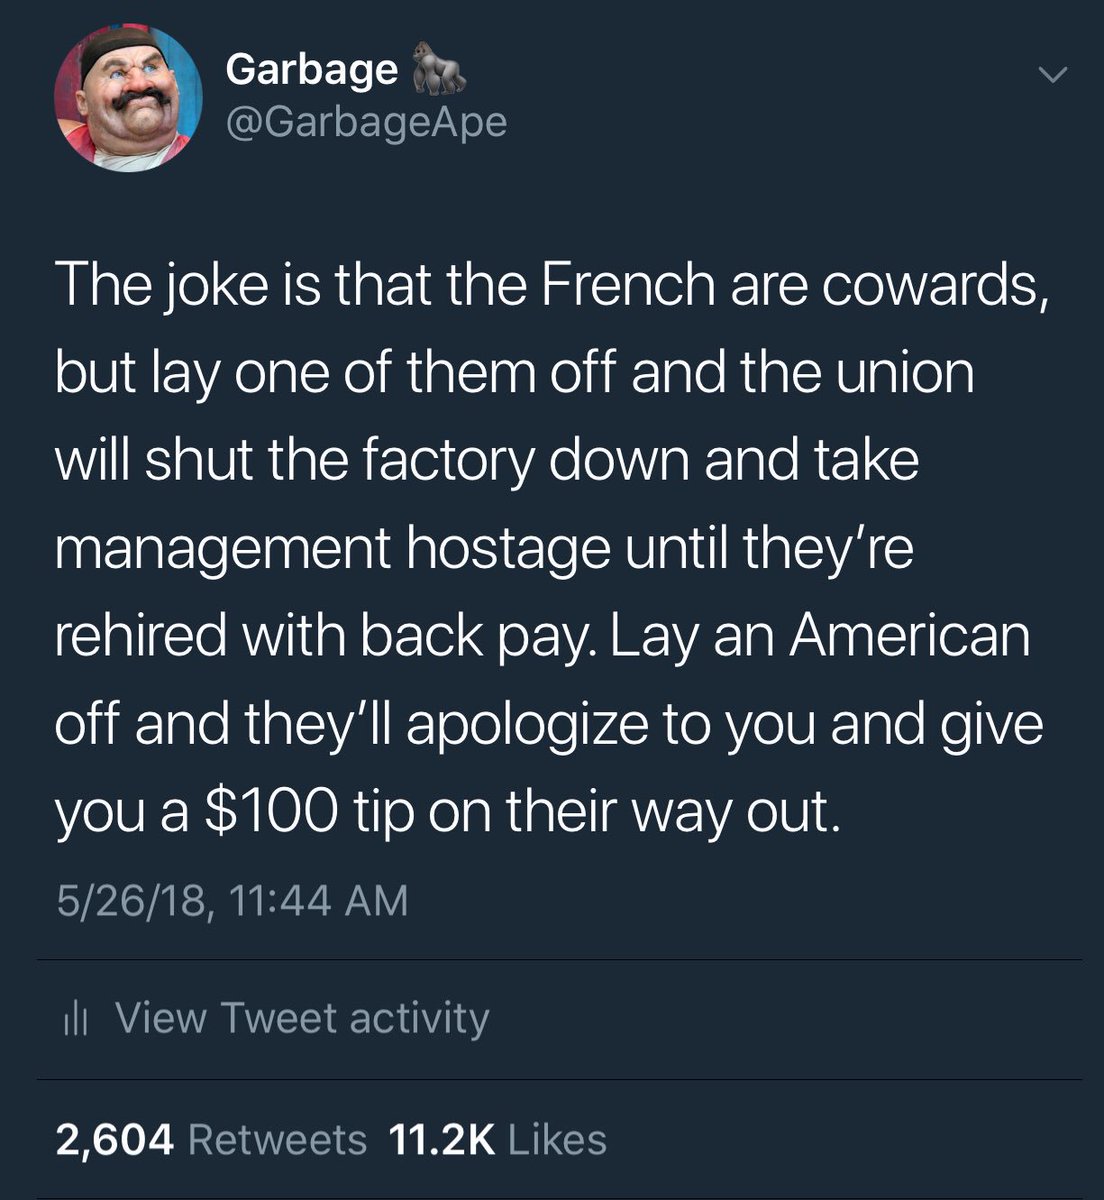 Garbage 🦍
@GarbageApe
The joke is that the French are cowards,
but lay one of them off and the union
will shut the factory down and take
management hostage until they’re
rehired with back pay. Lay an American
off and they’ll apologize to you and give
you a $100 tip on their way out.
5/26/18, 11:44 AM
View Tweet activity
2,604 Retweets 11.2K Likes